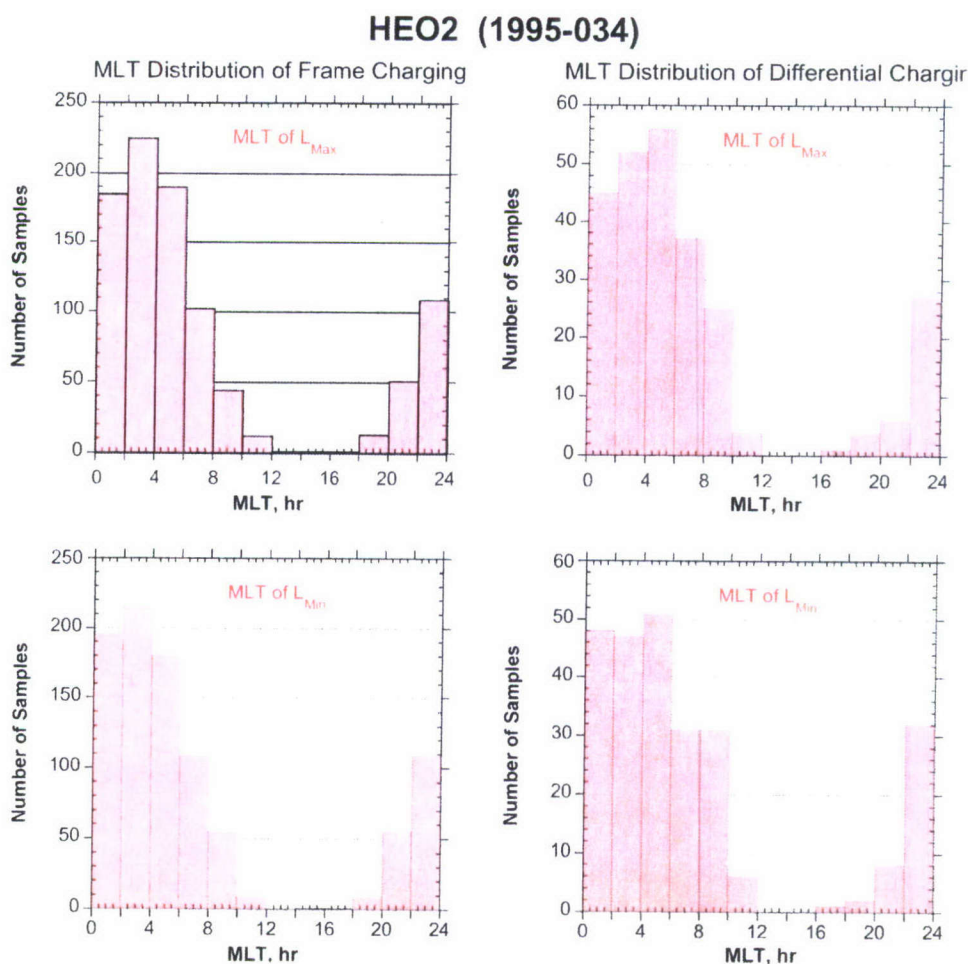 HEO2 (1995-034)
MLT Distribution of Frame Charging
250
200
150
100
50
0
Number of Samples
MLT of L_Max
0 4 8 12 16 20 24
MLT, hr
MLT Distribution of Differential Chargir
60
50
40
30
20
10
0
Number of Samples
MLT of L_Max
0 4 8 12 16 20 24
MLT, hr
250
200
150
100
50
0
Number of Samples
MLT of L_Min
0 4 8 12 16 20 24
MLT, hr
60
50
40
30
20
10
0
Number of Samples
MLT of L_Min
0 4 8 12 16 20 24
MLT, hr